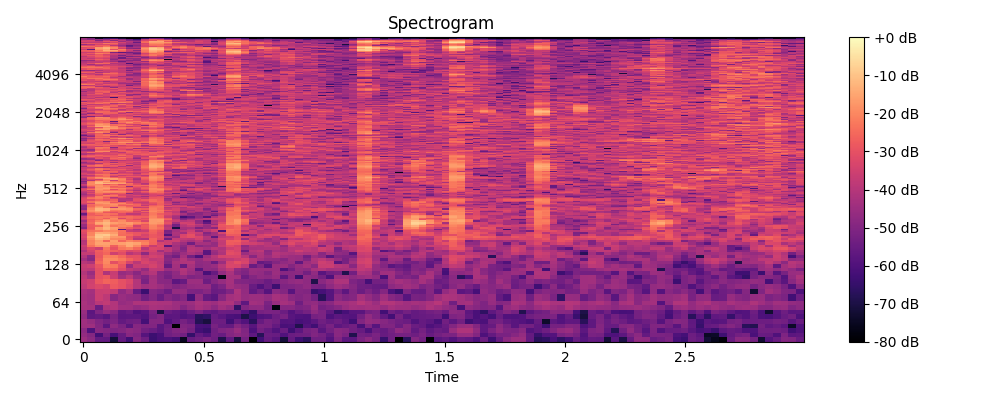 Spectrogram
Hz
4096
2048
1024
512
256
128
64
0
0
0.5
1
1.5
2
2.5
Time
+0 dB
-10 dB
-20 dB
-30 dB
-40 dB
-50 dB
-60 dB
-70 dB
-80 dB